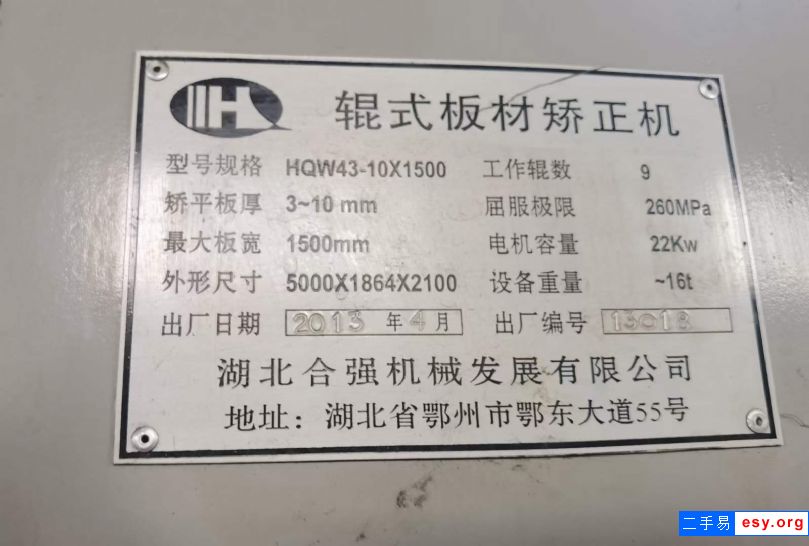 H
辊式板材矫正机
型号规格 HQW43-10X1500 工作辊数 9
矫平板厚 3~10 mm 屈服极限 260MPa
最大板宽 1500mm 电机容量 22Kw
外形尺寸 5000X1864X2100 设备重量 ~16t
出厂日期 2013 年 4 月 出厂编号 13018
湖北合强机械发展有限公司
地址：湖北省鄂州市鄂东大道55号
二手易 esy.org